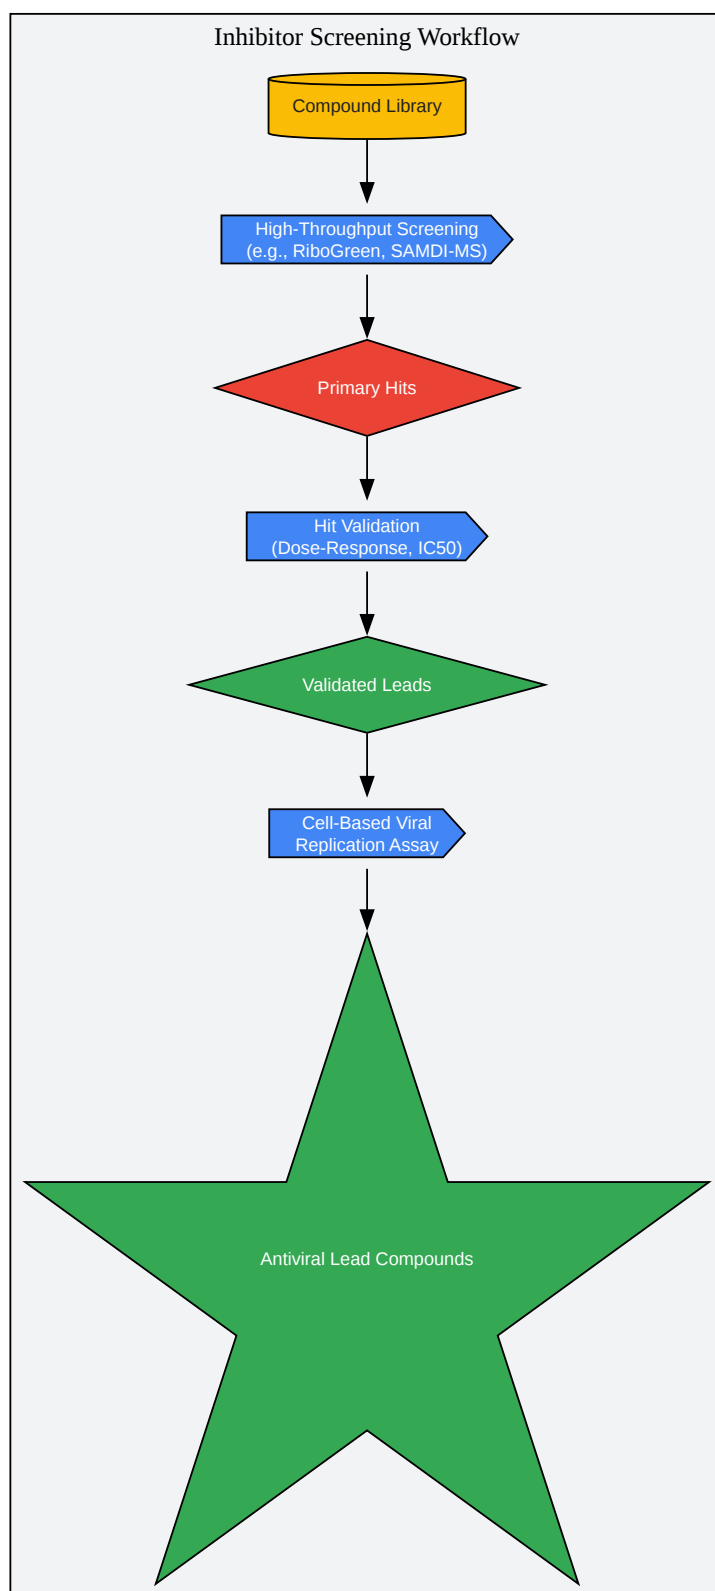 Inhibitor Screening Workflow
Compound Library
High-Throughput Screening
(e.g., RiboGreen, SAMDI-MS)
Primary Hits
Hit Validation
(Dose-Response, IC50)
Validated Leads
Cell-Based Viral
Replication Assay
Antiviral Lead Compounds